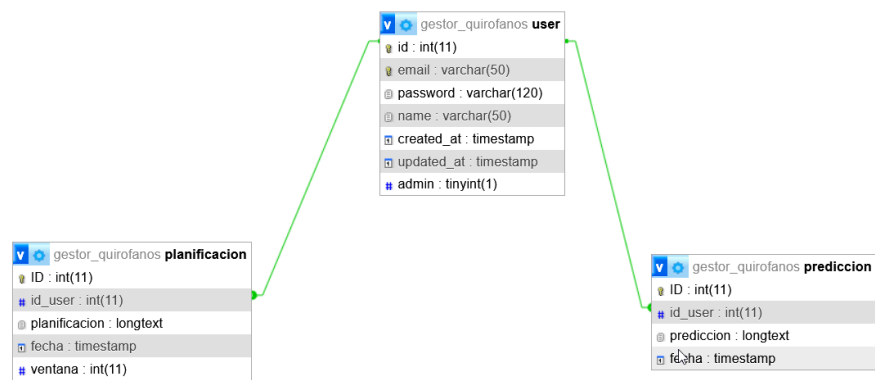 gestor_quirofanos user
id : int(11)
email : varchar(50)
password : varchar(120)
name : varchar(50)
created_at : timestamp
updated_at : timestamp
admin : tinyint(1)
gestor_quirofanos planificacion
ID : int(11)
id_user : int(11)
planificacion : longtext
fecha : timestamp
ventana : int(11)
gestor_quirofanos prediccion
ID : int(11)
id_user : int(11)
prediccion : longtext
fecha : timestamp